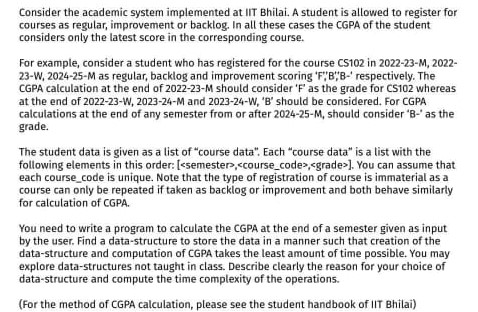 Consider the academic system implemented at IIT Bhilai. A student is allowed to register for
courses as regular, improvement or backlog. In all these cases the CGPA of the student
considers only the latest score in the corresponding course.
For example, consider a student who has registered for the course CS102 in 2022-23-M, 2022-
23-W, 2024-25-M as regular, backlog and improvement scoring 'F','B','B-' respectively. The
CGPA calculation at the end of 2022-23-M should consider 'F' as the grade for CS102 whereas
at the end of 2022-23-W, 2023-24-M and 2023-24-W, 'B' should be considered. For CGPA
calculations at the end of any semester from or after 2024-25-M, should consider 'B-' as the
grade.
The student data is given as a list of "course data". Each "course data" is a list with the
following elements in this order: [<semester>,<course_code>,<grade>]. You can assume that
each course_code is unique. Note that the type of registration of course is immaterial as a
course can only be repeated if taken as backlog or improvement and both behave similarly
for calculation of CGPA.
You need to write a program to calculate the CGPA at the end of a semester given as input
by the user. Find a data-structure to store the data in a manner such that creation of the
data-structure and computation of CGPA takes the least amount of time possible. You may
explore data-structures not taught in class. Describe clearly the reason for your choice of
data-structure and compute the time complexity of the operations.
(For the method of CGPA calculation, please see the student handbook of IIT Bhilai)